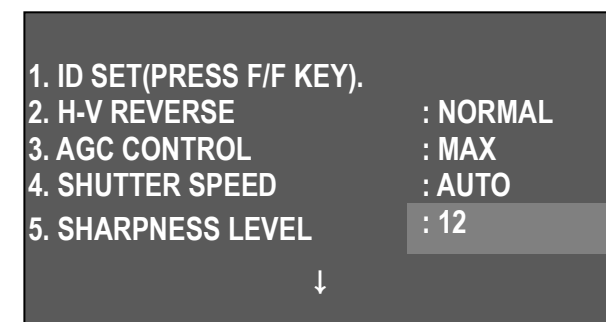 1. ID SET(PRESS F/F KEY).
2. H-V REVERSE : NORMAL
3. AGC CONTROL : MAX
4. SHUTTER SPEED : AUTO
5. SHARPNESS LEVEL : 12
↓